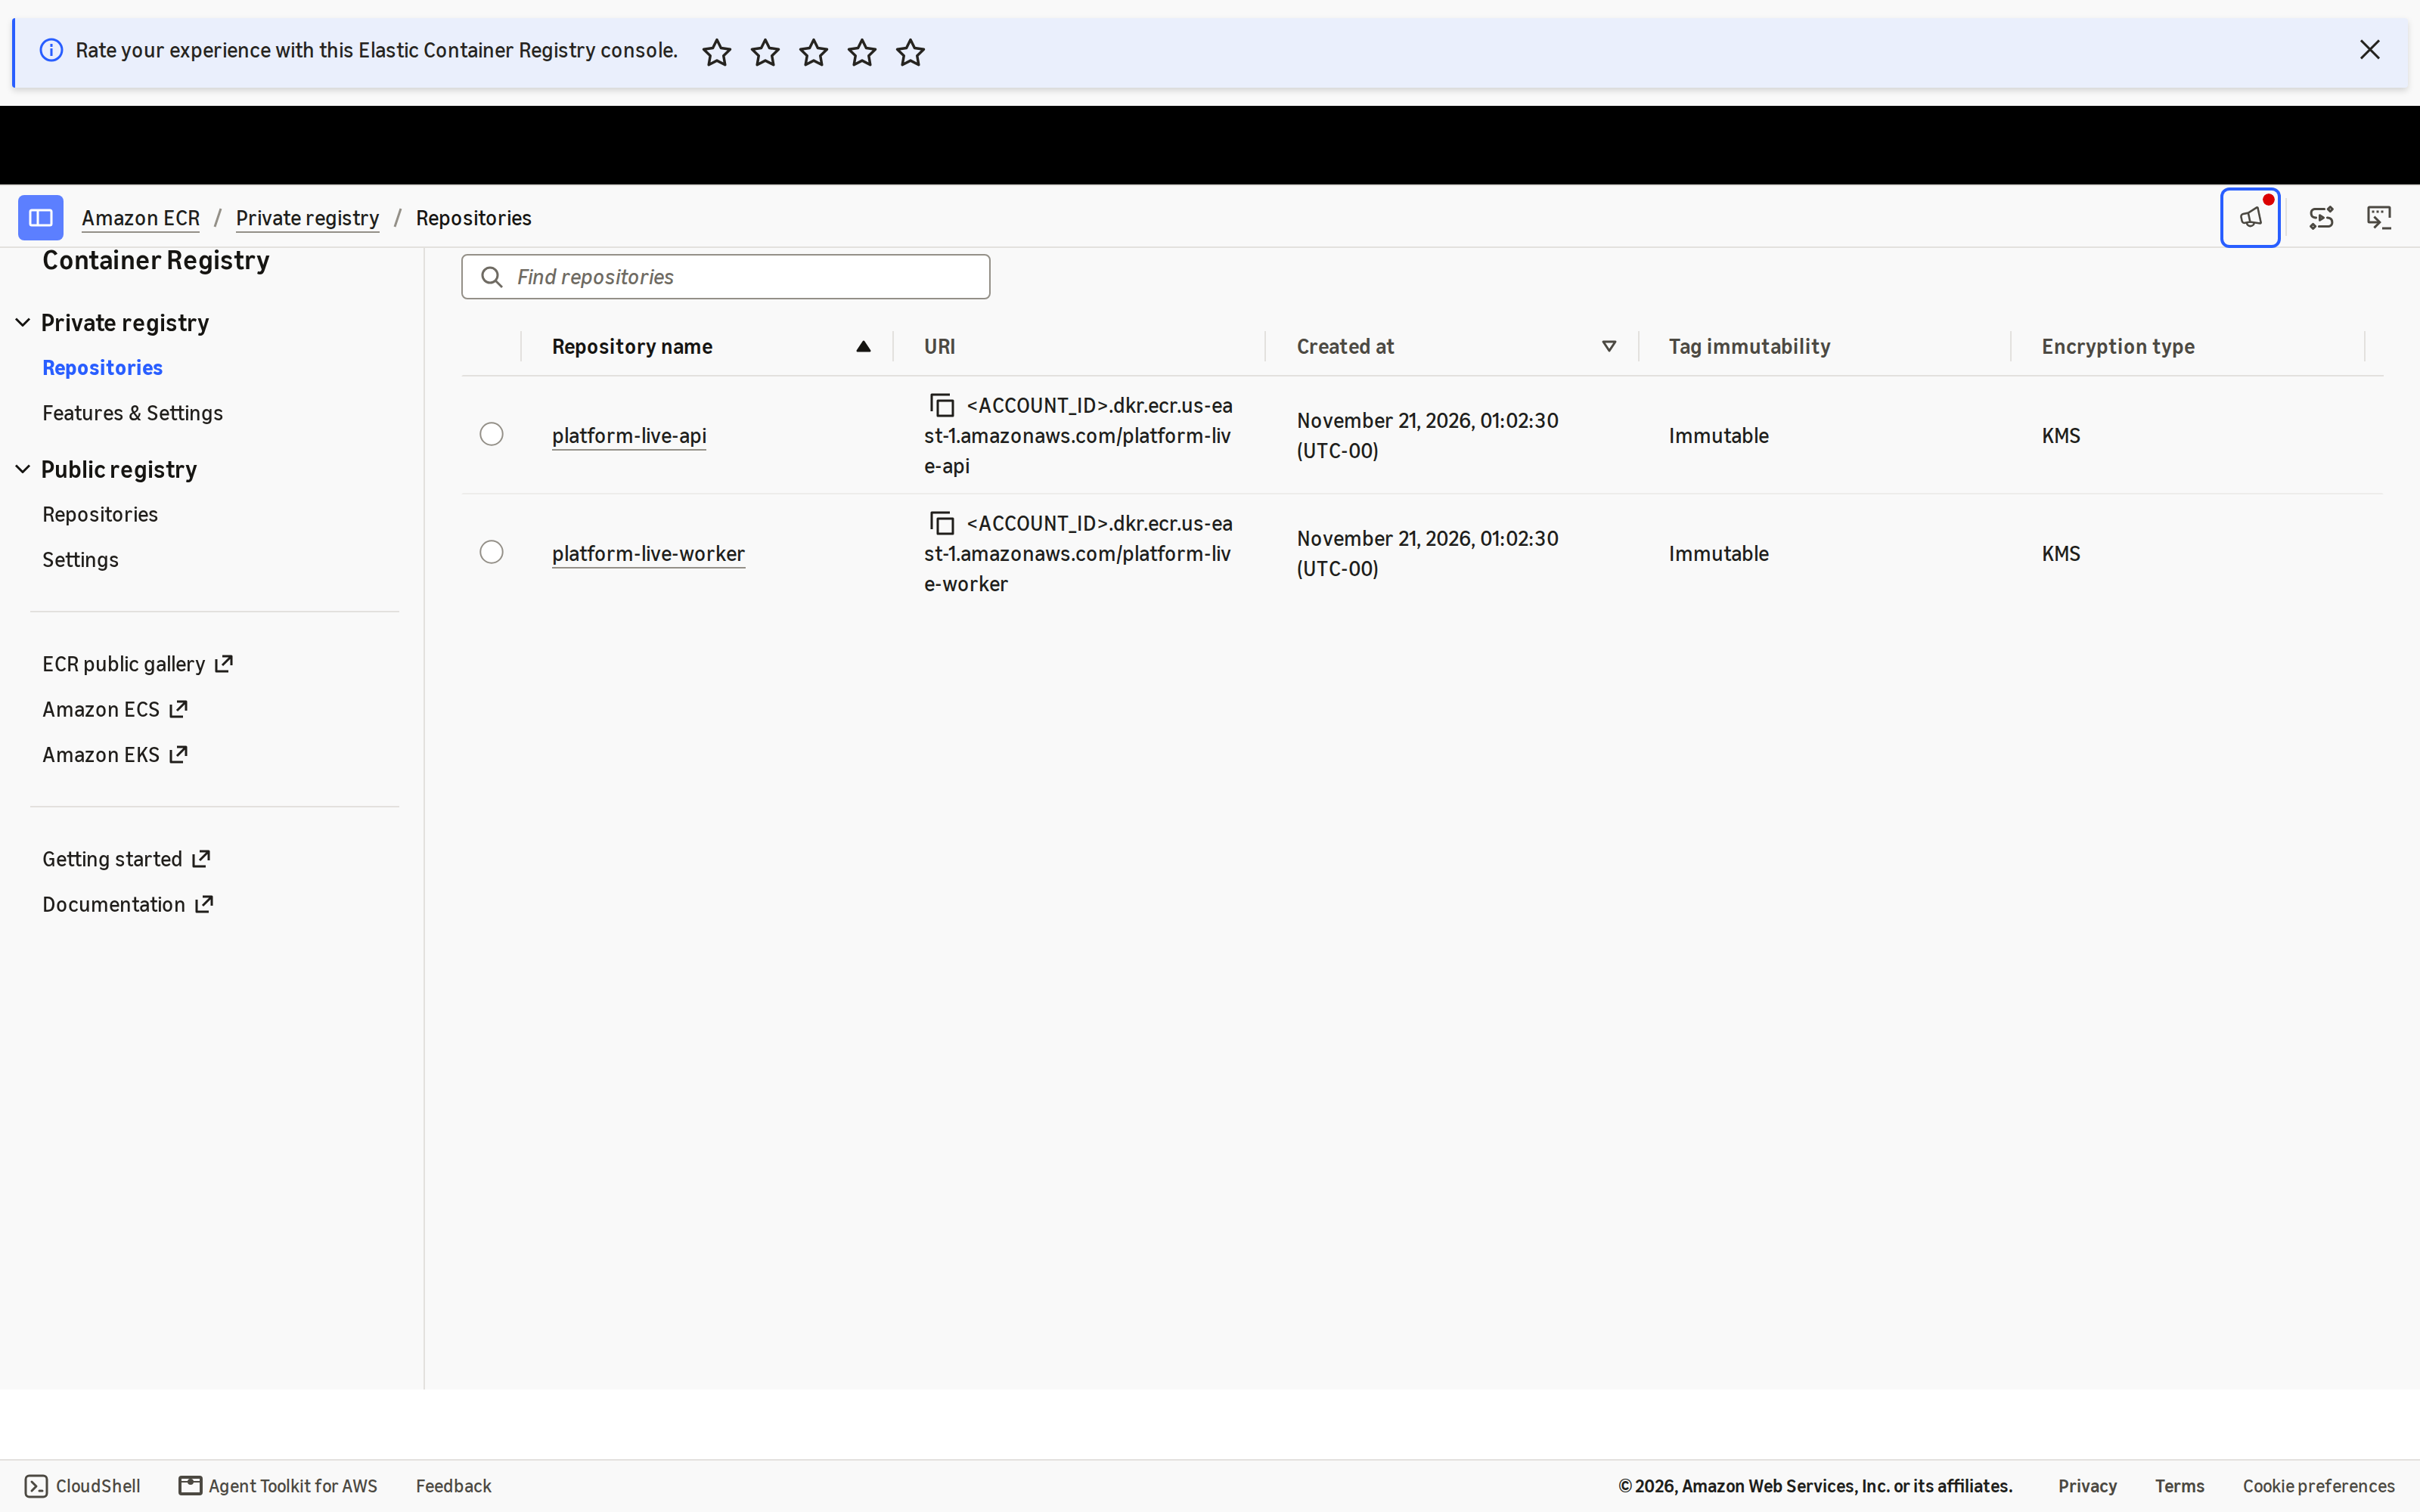 Rate your experience with this Elastic Container Registry console.
Amazon ECR / Private registry / Repositories
Container Registry
Private registry
Repositories
Features & Settings
Public registry
Repositories
Settings
ECR public gallery
Amazon ECS
Amazon EKS
Getting started
Documentation
Find repositories
Repository name URI Created at Tag immutability Encryption type
platform-live-api
<ACCOUNT_ID>.dkr.ecr.us-ea
st-1.amazonaws.com/platform-liv
e-api
November 21, 2026, 01:02:30
(UTC-00)
Immutable
KMS
platform-live-worker
<ACCOUNT_ID>.dkr.ecr.us-ea
st-1.amazonaws.com/platform-liv
e-worker
November 21, 2026, 01:02:30
(UTC-00)
Immutable
KMS
CloudShell Agent Toolkit for AWS Feedback © 2026, Amazon Web Services, Inc. or its affiliates. Privacy Terms Cookie preferences